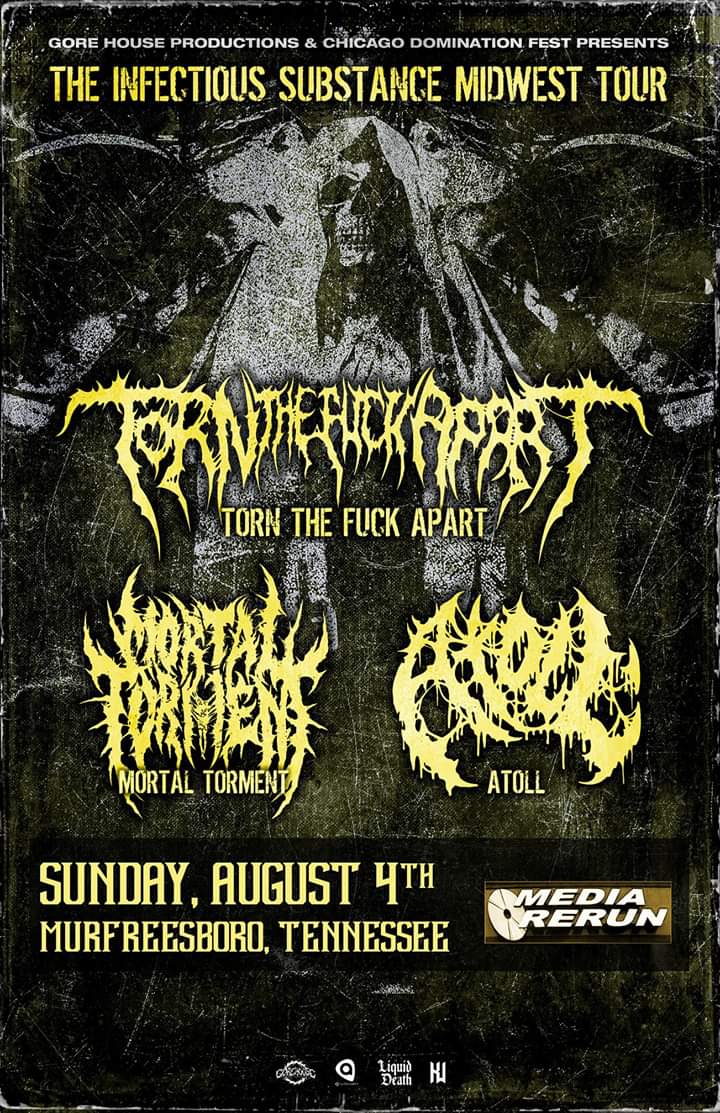 GORE HOUSE PRODUCTIONS & CHICAGO DOMINATION FEST PRESENTS
THE INFECTIOUS SUBSTANCE MIDWEST TOUR
TORN THE FUCK APART
TORN THE FUCK APART
MORTAL
TORMENT
ATOLL
MORTAL TORMENT
ATOLL
SUNDAY, AUGUST 4TH
MURFREESBORO, TENNESSEE
MEDIA
RERUN
Liquid
Death